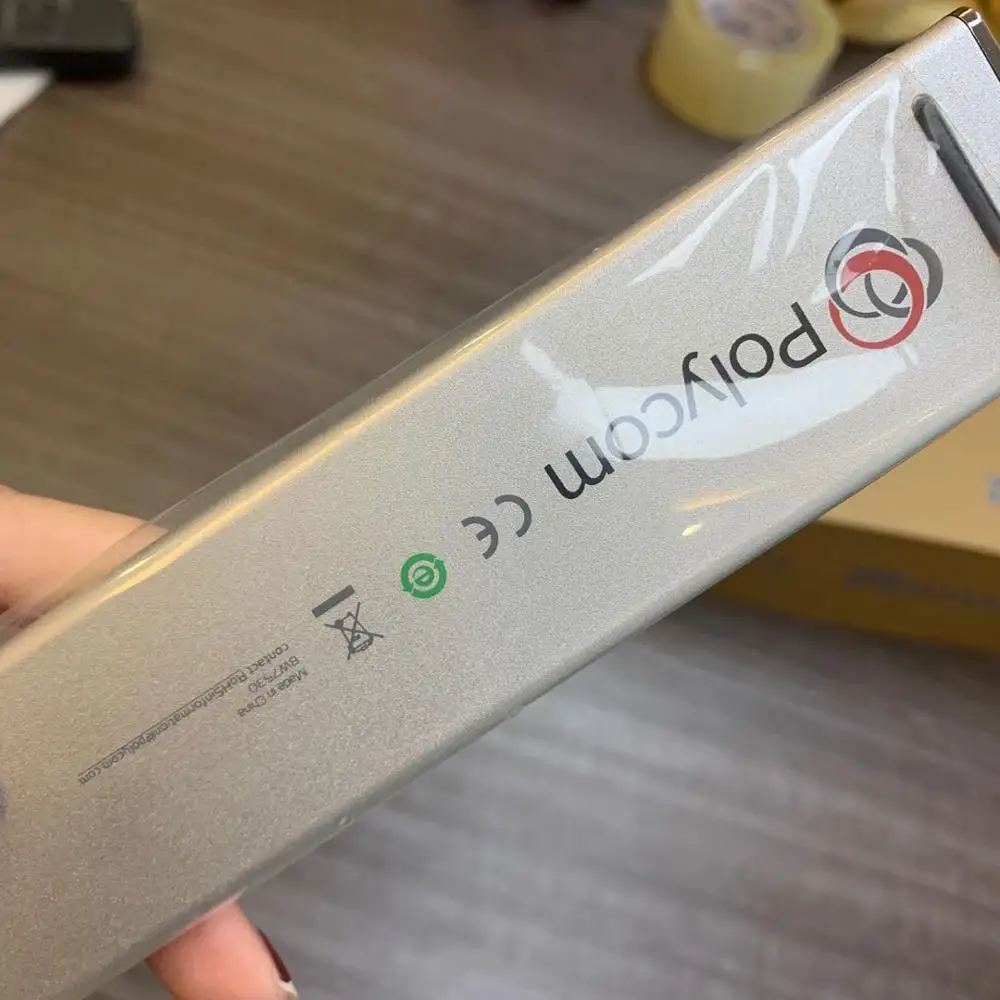 Polycom
CE
e
Made in China
BW7530
contact RoHSinformation@polycom.com